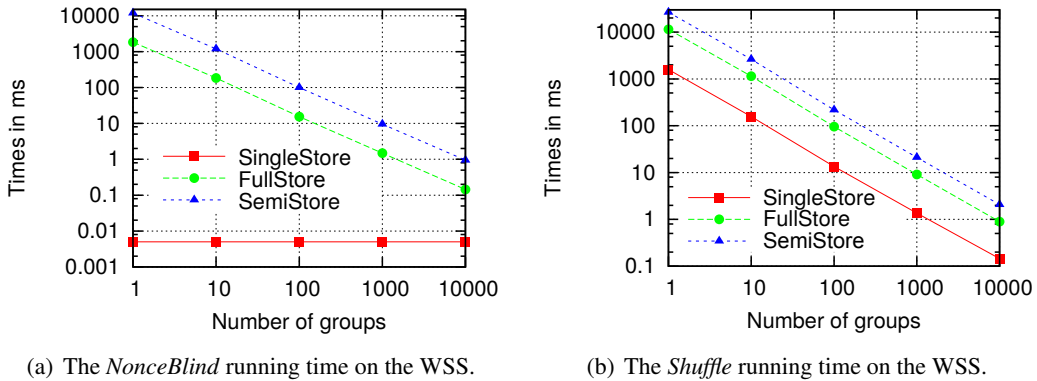 10000
1000
100
10
1
0.1
0.01
0.001
Times in ms
SingleStore
FullStore
SemiStore
1 10 100 1000 10000
Number of groups
(a) The NonceBlind running time on the WSS.
10000
1000
100
10
1
0.1
Times in ms
SingleStore
FullStore
SemiStore
1 10 100 1000 10000
Number of groups
(b) The Shuffle running time on the WSS.